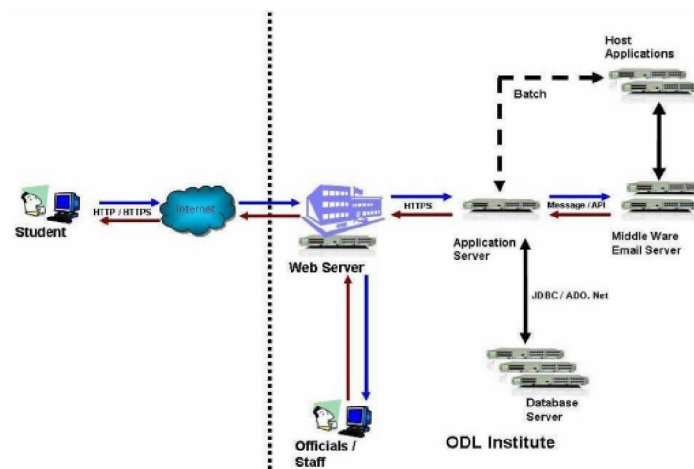 Host
Applications
Batch
HTTP / HTTPS
Student
Internet
HTTPS
Message / API
Web Server
Application
Server
Middle Ware
Email Server
JDBC / ADO. Net
Database
Server
Officials /
Staff
ODL Institute